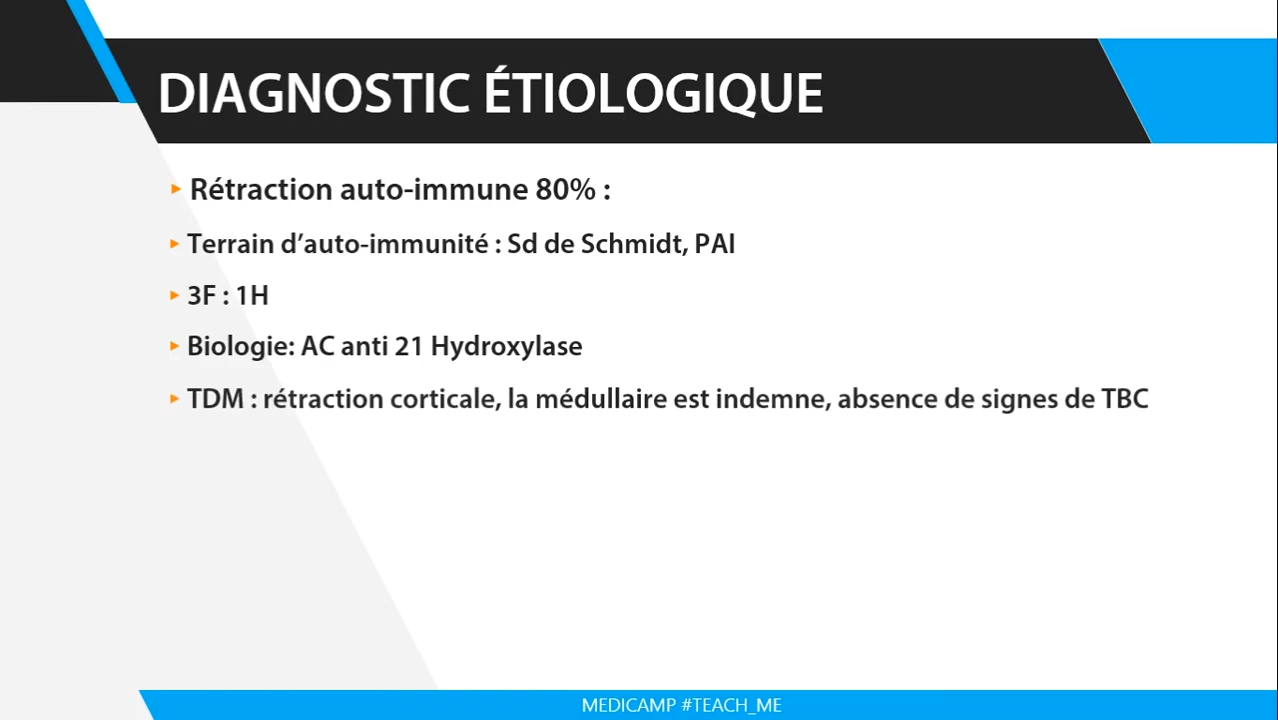 DIAGNOSTIC ÉTIOLOGIQUE
Rétraction auto-immune 80% :
Terrain d’auto-immunité : Sd de Schmidt, PAI
3F : 1H
Biologie: AC anti 21 Hydroxylase
TDM : rétraction corticale, la médullaire est indemne, absence de signes de TBC
MEDICAMP #TEACH_ME